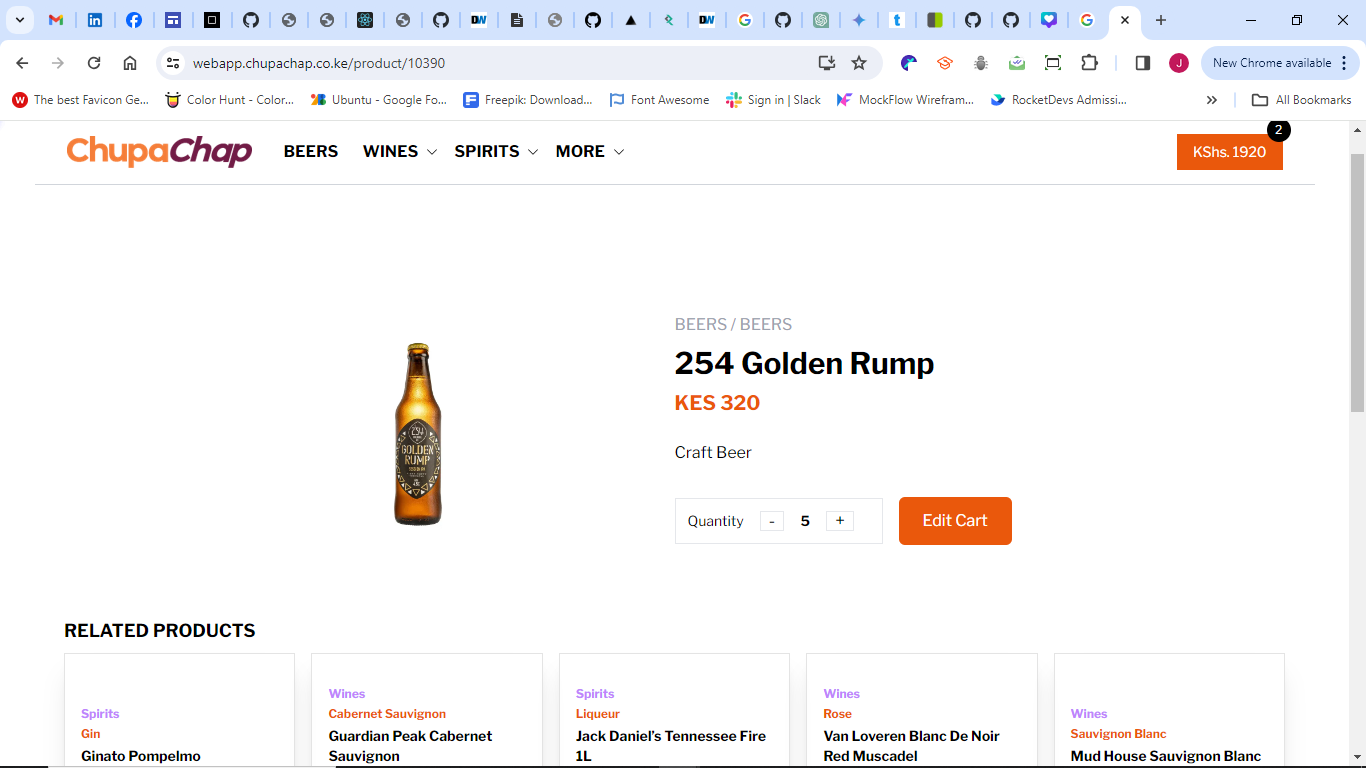 webapp.chupachap.co.ke/product/10390
New Chrome available
The best Favicon Ge...
Color Hunt - Color...
Ubuntu - Google Fo...
Freepik: Download...
Font Awesome
Sign in | Slack
MockFlow Wirefram...
RocketDevs Admissi...
All Bookmarks
ChupaChap
BEERS
WINES
SPIRITS
MORE
2
KShs. 1920
BEERS / BEERS
254 Golden Rump
KES 320
254
GOLDEN
RUMP
Craft Beer
Quantity - 5 +
Edit Cart
RELATED PRODUCTS
Spirits
Gin
Ginato Pompelmo
Wines
Cabernet Sauvignon
Guardian Peak Cabernet
Sauvignon
Spirits
Liqueur
Jack Daniel's Tennessee Fire
1L
Wines
Rose
Van Loveren Blanc De Noir
Red Muscadel
Wines
Sauvignon Blanc
Mud House Sauvignon Blanc